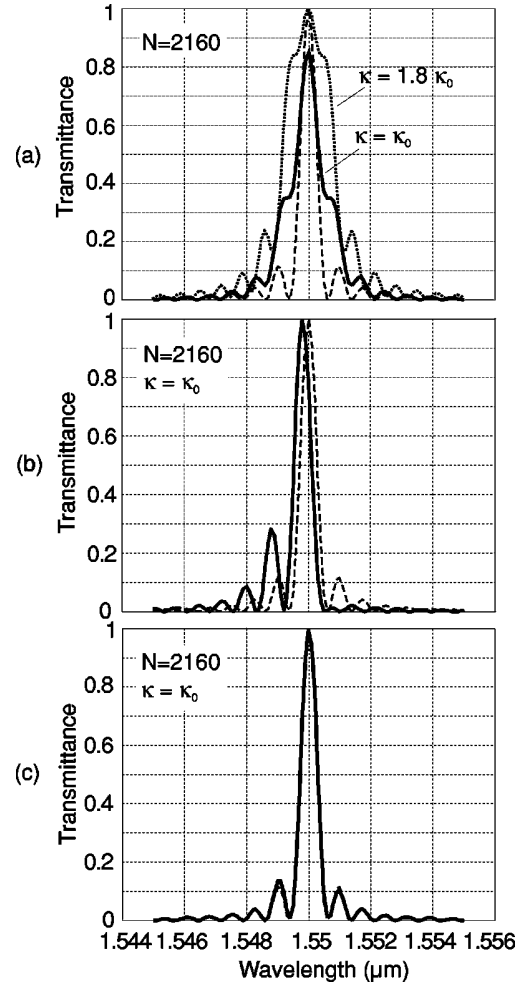 1
N=2160
0.8
κ = 1.8 κ₀
0.6
κ = κ₀
(a)
Transmittance
0.4
0.2
0
1
N=2160
κ = κ₀
0.8
0.6
(b)
Transmittance
0.4
0.2
0
1
N=2160
κ = κ₀
0.8
0.6
(c)
Transmittance
0.4
0.2
0
1.544 1.546 1.548 1.55 1.552 1.554 1.556
Wavelength (µm)